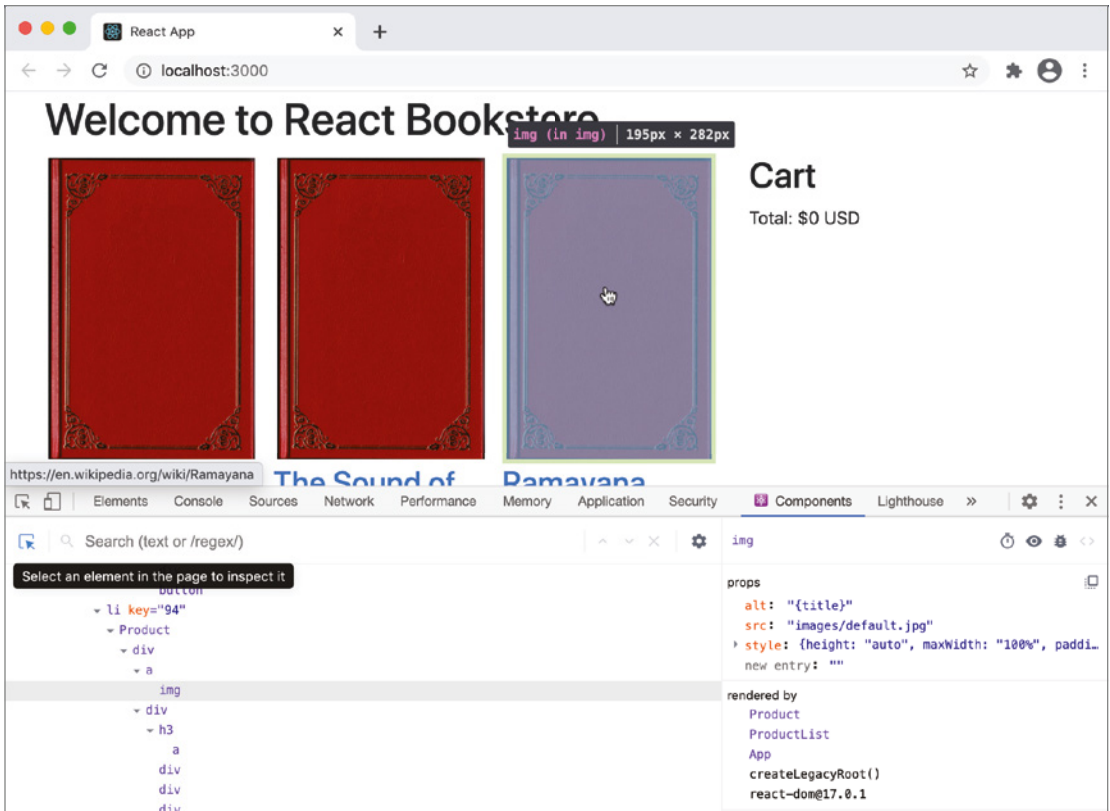 React App
localhost:3000
Welcome to React Bookstore
img (in img) | 195px × 282px
Cart
Total: $0 USD
https://en.wikipedia.org/wiki/Ramayana
The Sound of
Ramayana
Elements Console Sources Network Performance Memory Application Security Components Lighthouse »
Search (text or /regex/)
img
Select an element in the page to inspect it
button
li key="94"
Product
div
a
img
div
h3
a
div
div
div
props
alt: "{title}"
src: "images/default.jpg"
style: {height: "auto", maxWidth: "100%", paddi…
new entry: ""
rendered by
Product
ProductList
App
createLegacyRoot()
react-dom@17.0.1